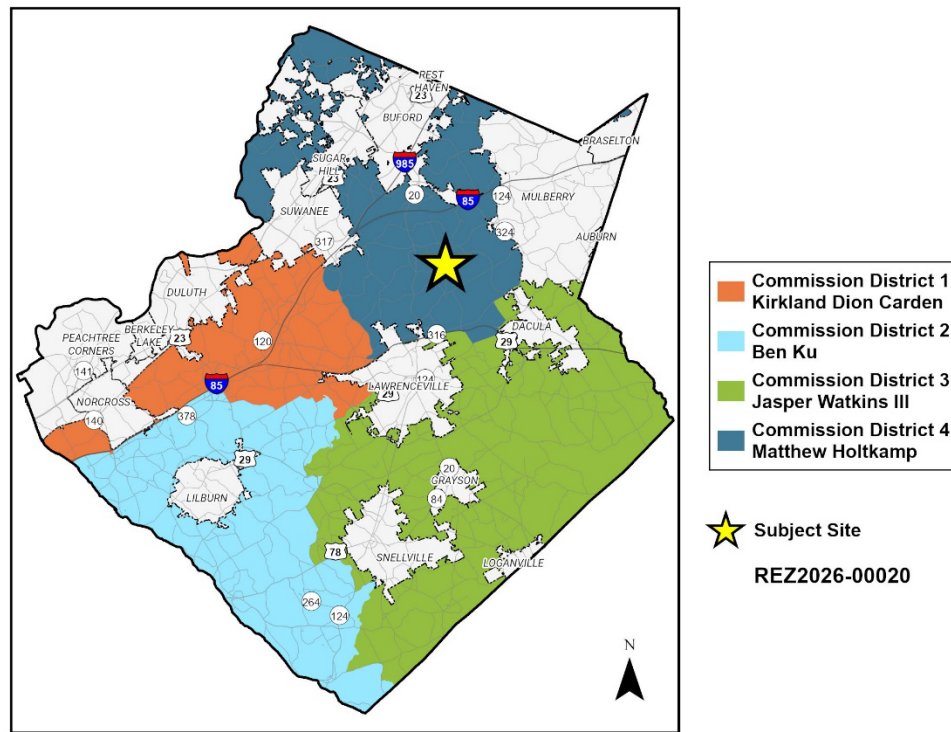 REST
HAVEN
23
BUFORD
BRASELTON
SUGAR
HILL
23
985
20
85
124
MULBERRY
SUWANEE
317
324
AUBURN
DULUTH
BERKELEY
LAKE
23
PEACHTREE
CORNERS
141
120
316
29
DACULA
LAWRENCEVILLE
124
29
85
NORCROSS
140
378
29
LILBURN
20
GRAYSON
84
78
SNELLVILLE
LOGANVILLE
264
124
N
Commission District 1
Kirkland Dion Carden
Commission District 2
Ben Ku
Commission District 3
Jasper Watkins III
Commission District 4
Matthew Holtkamp
Subject Site
REZ2026-00020